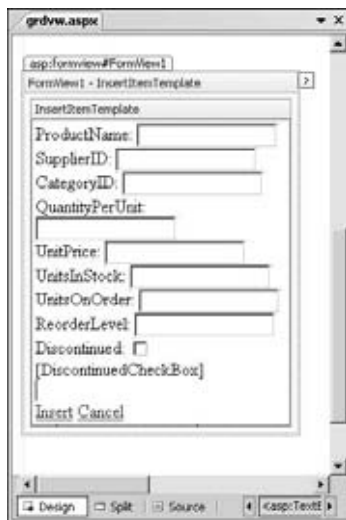 grdvw.aspx
asp:formview#FormView1
FormView1 - InsertItemTemplate
InsertItemTemplate
ProductName:
SupplierID:
CategoryID:
QuantityPerUnit:
UnitPrice:
UnitsInStock:
UnitsOnOrder:
ReorderLevel:
Discontinued:
[DiscontinuedCheckBox]
Insert Cancel
Design Split Source <asp:TextB